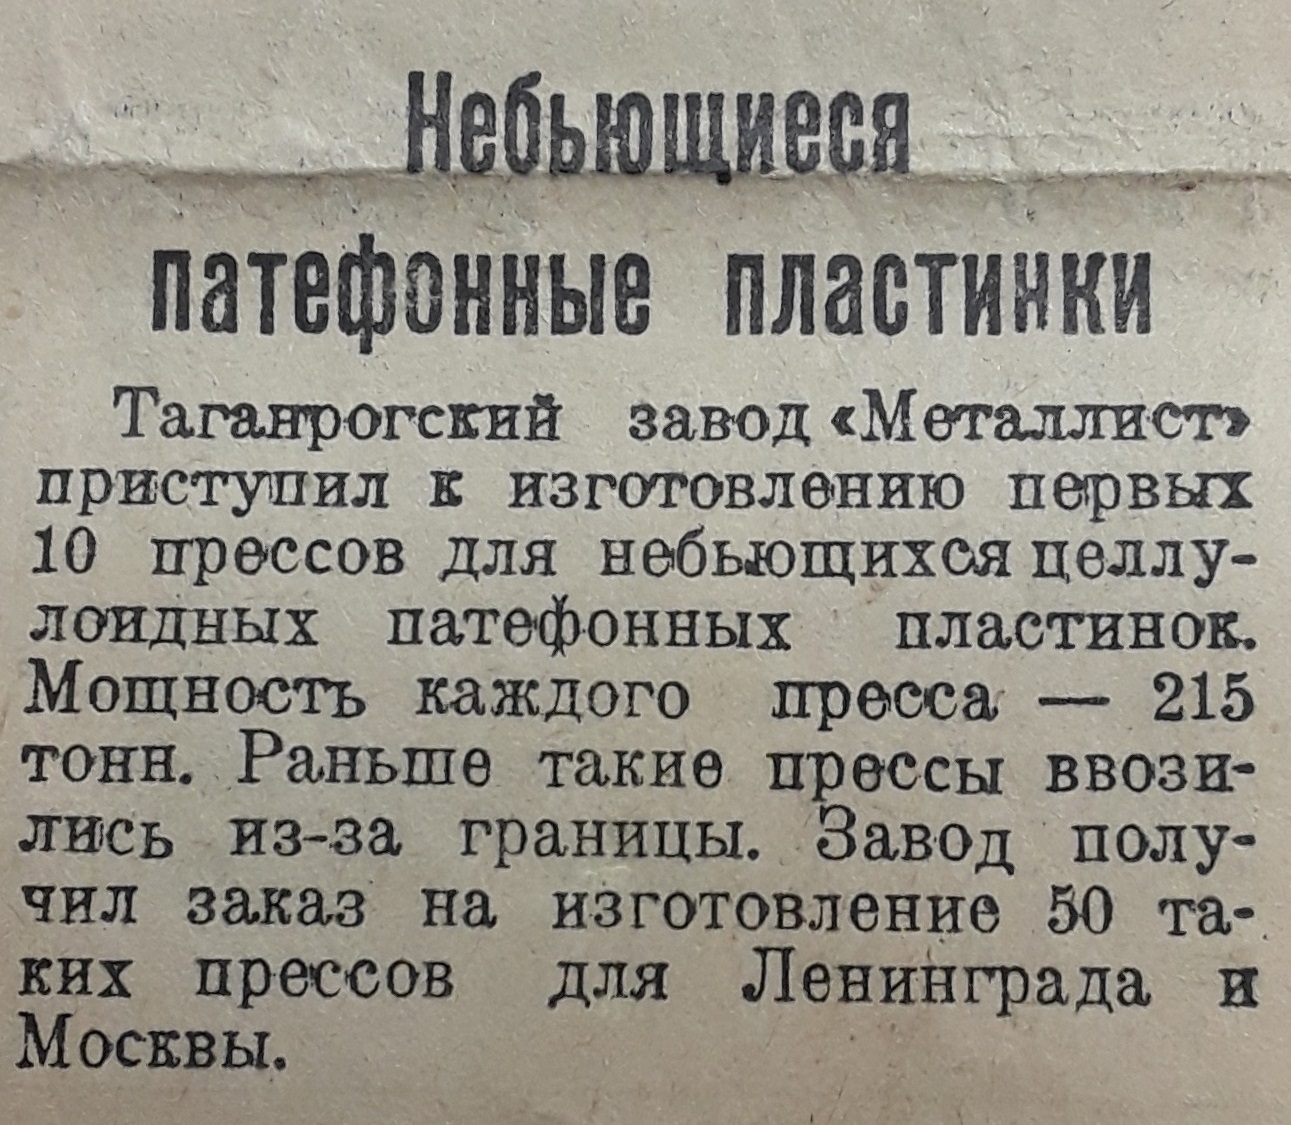 Небьющиеся
патефонные пластинки
Таганрогский завод «Металлист»
приступил к изготовлению первых
10 прессов для небьющихся целлу-
лоидных патефонных пластинок.
Мощность каждого пресса — 215
тонн. Раньше такие прессы ввози-
лись из-за границы. Завод полу-
чил заказ на изготовление 50 та-
ких прессов для Ленинграда и
Москвы.